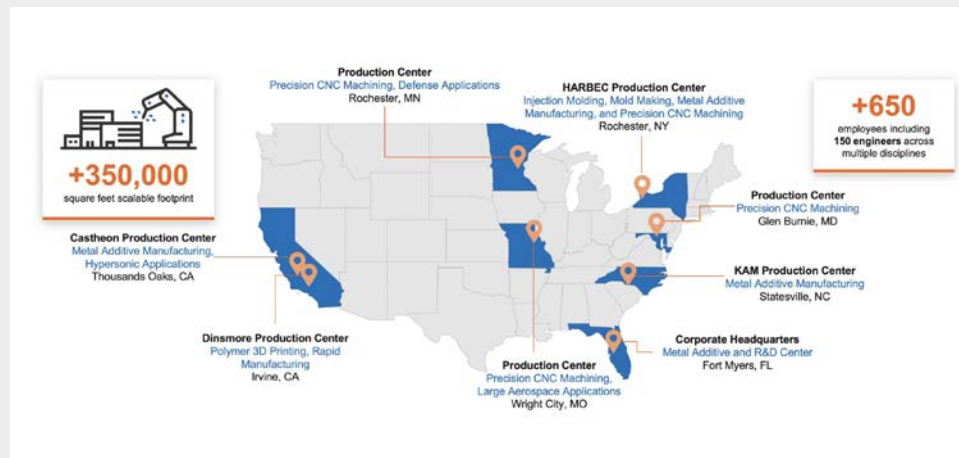 Production Center
Precision CNC Machining, Defense Applications
Rochester, MN
HARBEC Production Center
Injection Molding, Mold Making, Metal Additive
Manufacturing, and Precision CNC Machining
Rochester, NY
+350,000
square feet scalable footprint
+650
employees including
150 engineers across
multiple disciplines
Production Center
Precision CNC Machining
Glen Burnie, MD
Castheon Production Center
Metal Additive Manufacturing,
Hypersonic Applications
Thousands Oaks, CA
KAM Production Center
Metal Additive Manufacturing
Statesville, NC
Dinsmore Production Center
Polymer 3D Printing, Rapid
Manufacturing
Irvine, CA
Production Center
Precision CNC Machining,
Large Aerospace Applications
Wright City, MO
Corporate Headquarters
Metal Additive and R&D Center
Fort Myers, FL